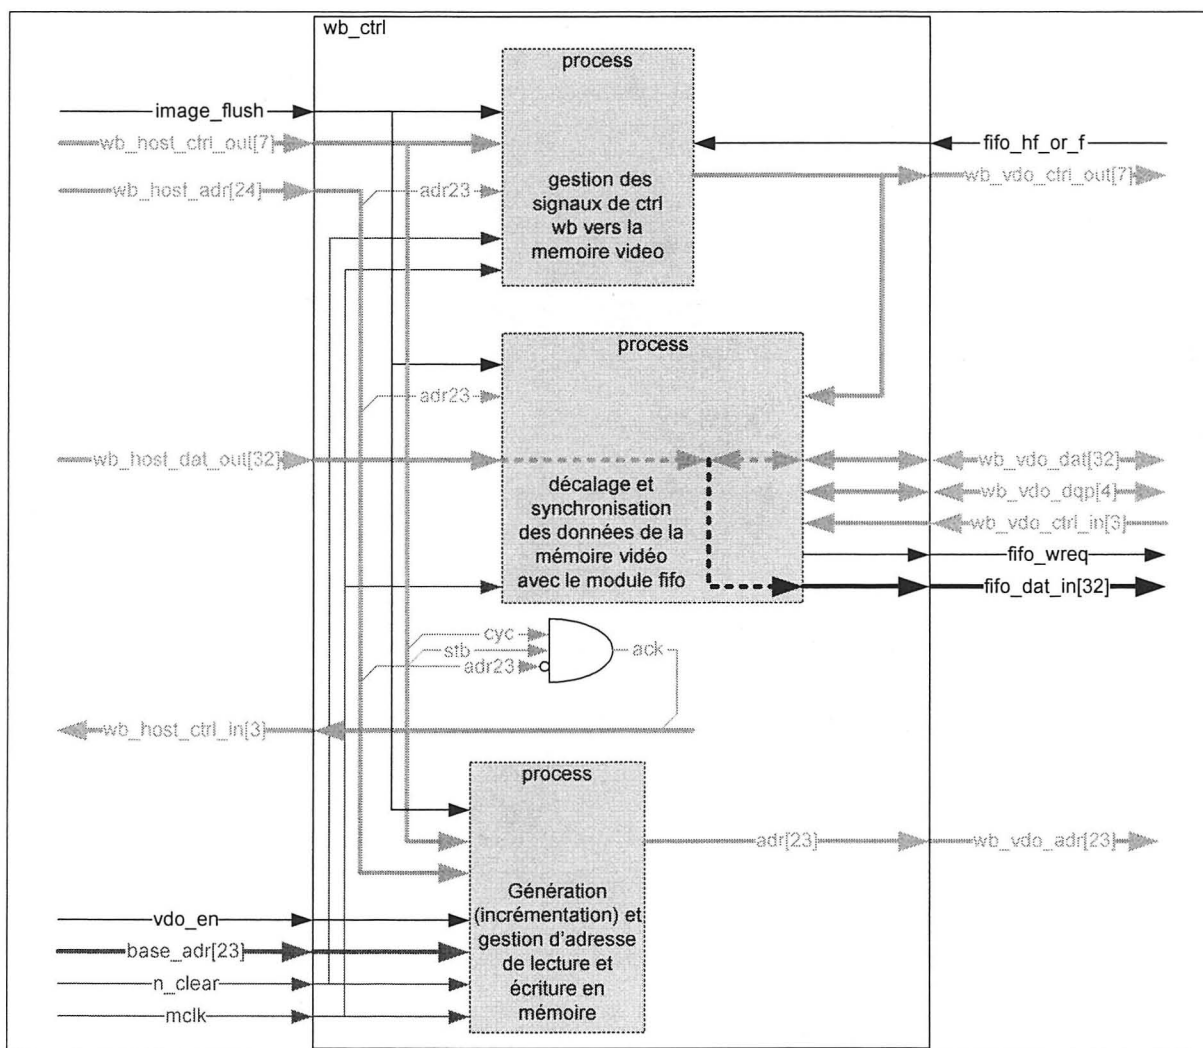 wb_ctrl
process
image_flush
wb_host_ctrl_out[7]
fifo_hf_or_f
wb_host_adr[24]
adr23
wb_vdo_ctrl_out[7]
gestion des
signaux de ctrl
wb vers la
memoire video
process
adr23
wb_host_dat_out[32]
wb_vdo_dat[32]
décalage et
synchronisation
des données de la
mémoire vidéo
avec le module fifo
wb_vdo_dqp[4]
wb_vdo_ctrl_in[3]
fifo_wreq
fifo_dat_in[32]
cyc
stb
adr23
ack
wb_host_ctrl_in[3]
process
adr[23]
wb_vdo_adr[23]
Génération
(incrémentation) et
gestion d'adresse
de lecture et
écriture en
mémoire
vdo_en
base_adr[23]
n_clear
mclk